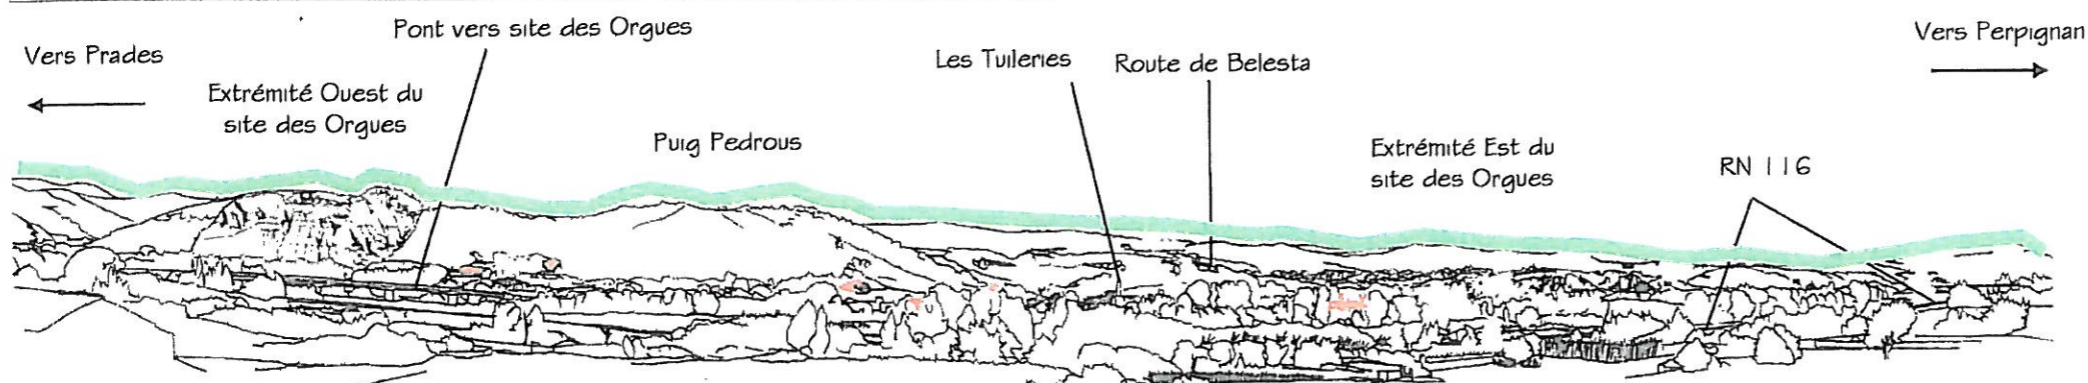 Vers Prades
Extrémité Ouest du
site des Orgues
Pont vers site des Orgues
Puig Pedrous
Les Tuileries
Route de Belesta
Extrémité Est du
site des Orgues
RN 116
Vers Perpignan